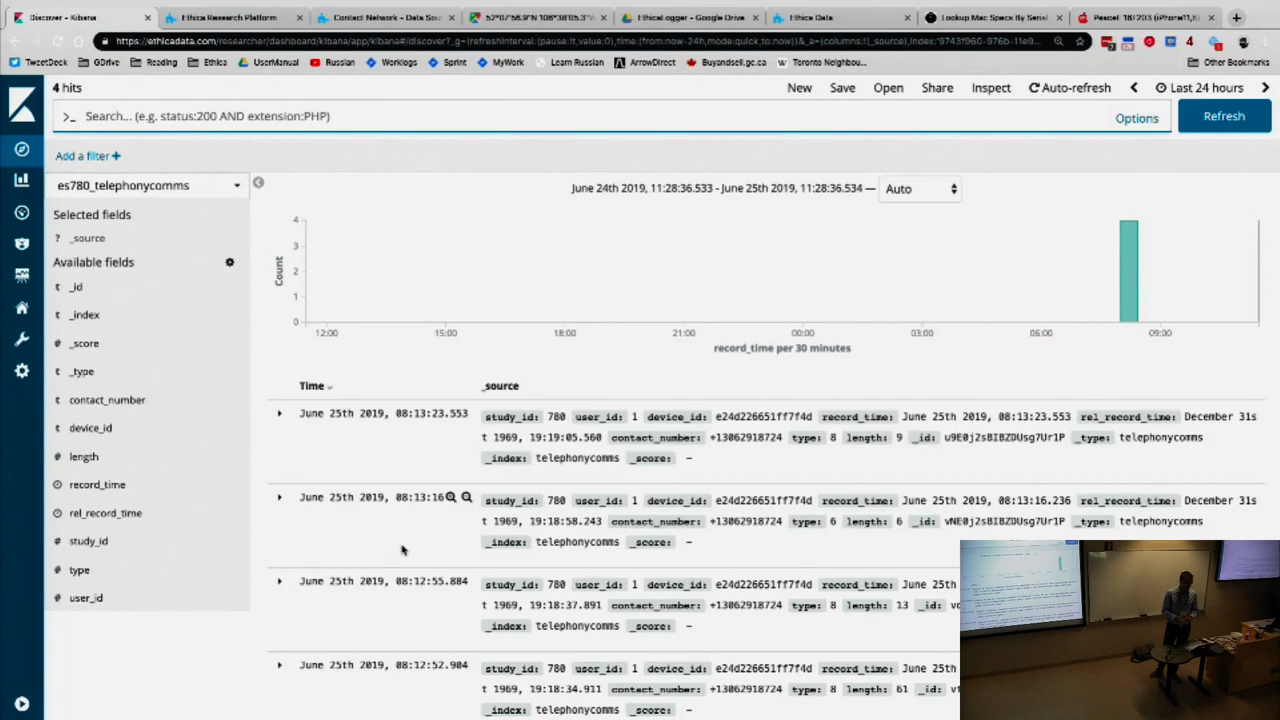 Discover - Kibana
Ethica Research Platform
Contact Network - Data Sou
52°07'58.9"N 106°38'05.3"W
EthicaLogger - Google Drive
Ethica Data
Lookup Mac Specs By Serial
https://ethicadata.com/researcher/dashboard/kibana/app/kibana#/discover?_g=(refreshInterval:(pause:!t,value:0),time:(from:now-24h,mode:quick,to:now))&_a=(columns:!(_source),index:'9743f960-976b-11e9...
TweetDeck
GDrive
Reading
Ethica
UserManual
Russian
Worklogs
Sprint
MyWork
Learn Russian
ArrowDirect
Buyandsell.gc.ca
Toronto Neighbou...
Other Bookmarks
4 hits
New Save Open Share Inspect Auto-refresh Last 24 hours
>_ Search... (e.g. status:200 AND extension:PHP)
Options
Refresh
Add a filter +
es780_telephonycomms
June 24th 2019, 11:28:36.533 - June 25th 2019, 11:28:36.534 — Auto
Selected fields
? _source
Available fields
t _id
t _index
# _score
t _type
t contact_number
t device_id
# length
record_time
rel_record_time
# study_id
# type
# user_id
Count
4
3
2
1
0
12:00 15:00 18:00 21:00 00:00 03:00 06:00 09:00
record_time per 30 minutes
Time _source
June 25th 2019, 08:13:23.553 study_id: 780 user_id: 1 device_id: e24d226651ff7f4d record_time: June 25th 2019, 08:13:23.553 rel_record_time: December 31s
t 1969, 19:19:05.560 contact_number: +13062918724 type: 8 length: 9 _id: u9E0j2sBIBZDUsg7Ur1P _type: telephonycomms
_index: telephonycomms _score: -
June 25th 2019, 08:13:16 study_id: 780 user_id: 1 device_id: e24d226651ff7f4d record_time: June 25th 2019, 08:13:16.236 rel_record_time: December 31s
t 1969, 19:18:58.243 contact_number: +13062918724 type: 6 length: 6 _id: vNE0j2sBIBZDUsg7Ur1P _type: telephonycomms
_index: telephonycomms _score: -
June 25th 2019, 08:12:55.884 study_id: 780 user_id: 1 device_id: e24d226651ff7f4d record_time: June 25th
t 1969, 19:18:37.891 contact_number: +13062918724 type: 8 length: 13 _id:
_index: telephonycomms _score: -
June 25th 2019, 08:12:52.904 study_id: 780 user_id: 1 device_id: e24d226651ff7f4d record_time: June 25th
t 1969, 19:18:34.911 contact_number: +13062918724 type: 8 length: 61 _id:
_index: telephonycomms _score: -